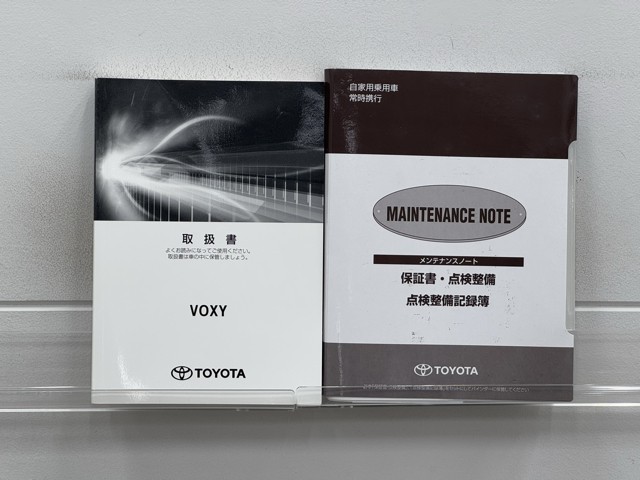 取扱書
よくお読みになってご使用ください。
取扱書は車の中に保管しましょう。
VOXY
TOYOTA
自家用乗用車
常時携行
MAINTENANCE NOTE
メンテナンスノート
保証書・点検整備
点検整備記録簿
TOYOTA